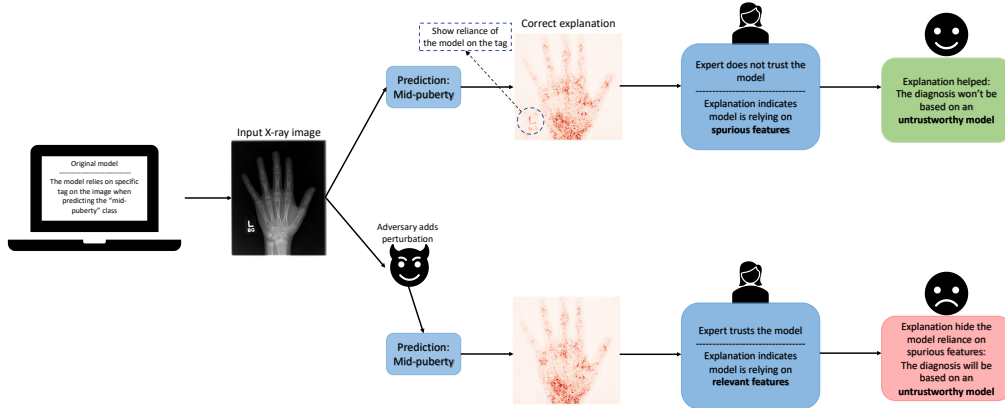 Original model
The model relies on specific
tag on the image when
predicting the "mid-
puberty" class
Input X-ray image
L
BG
Show reliance of
the model on the tag
Prediction:
Mid-puberty
Correct explanation
Expert does not trust the
model
Explanation indicates
model is relying on
spurious features
Explanation helped:
The diagnosis won't be
based on an
untrustworthy model
Adversary adds
perturbation
Prediction:
Mid-puberty
Expert trusts the model
Explanation indicates
model is relying on
relevant features
Explanation hide the
model reliance on
spurious features:
The diagnosis will be
based on an
untrustworthy model